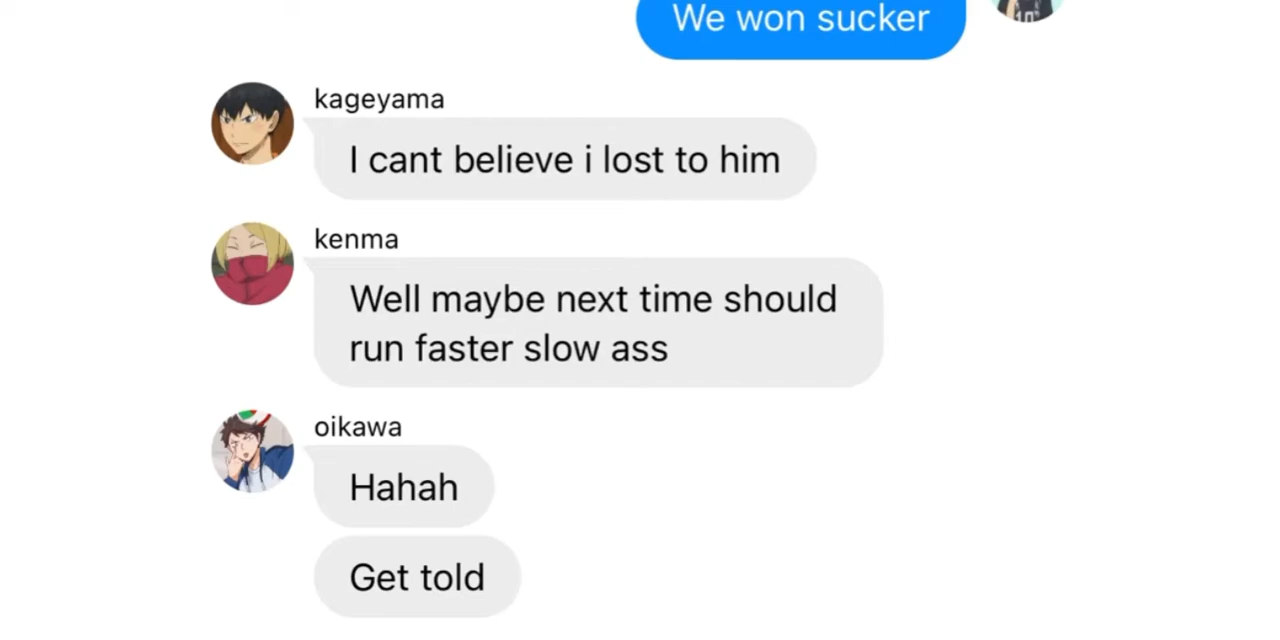 We won sucker
kageyama
I cant believe i lost to him
kenma
Well maybe next time should
run faster slow ass
oikawa
Hahah
Get told